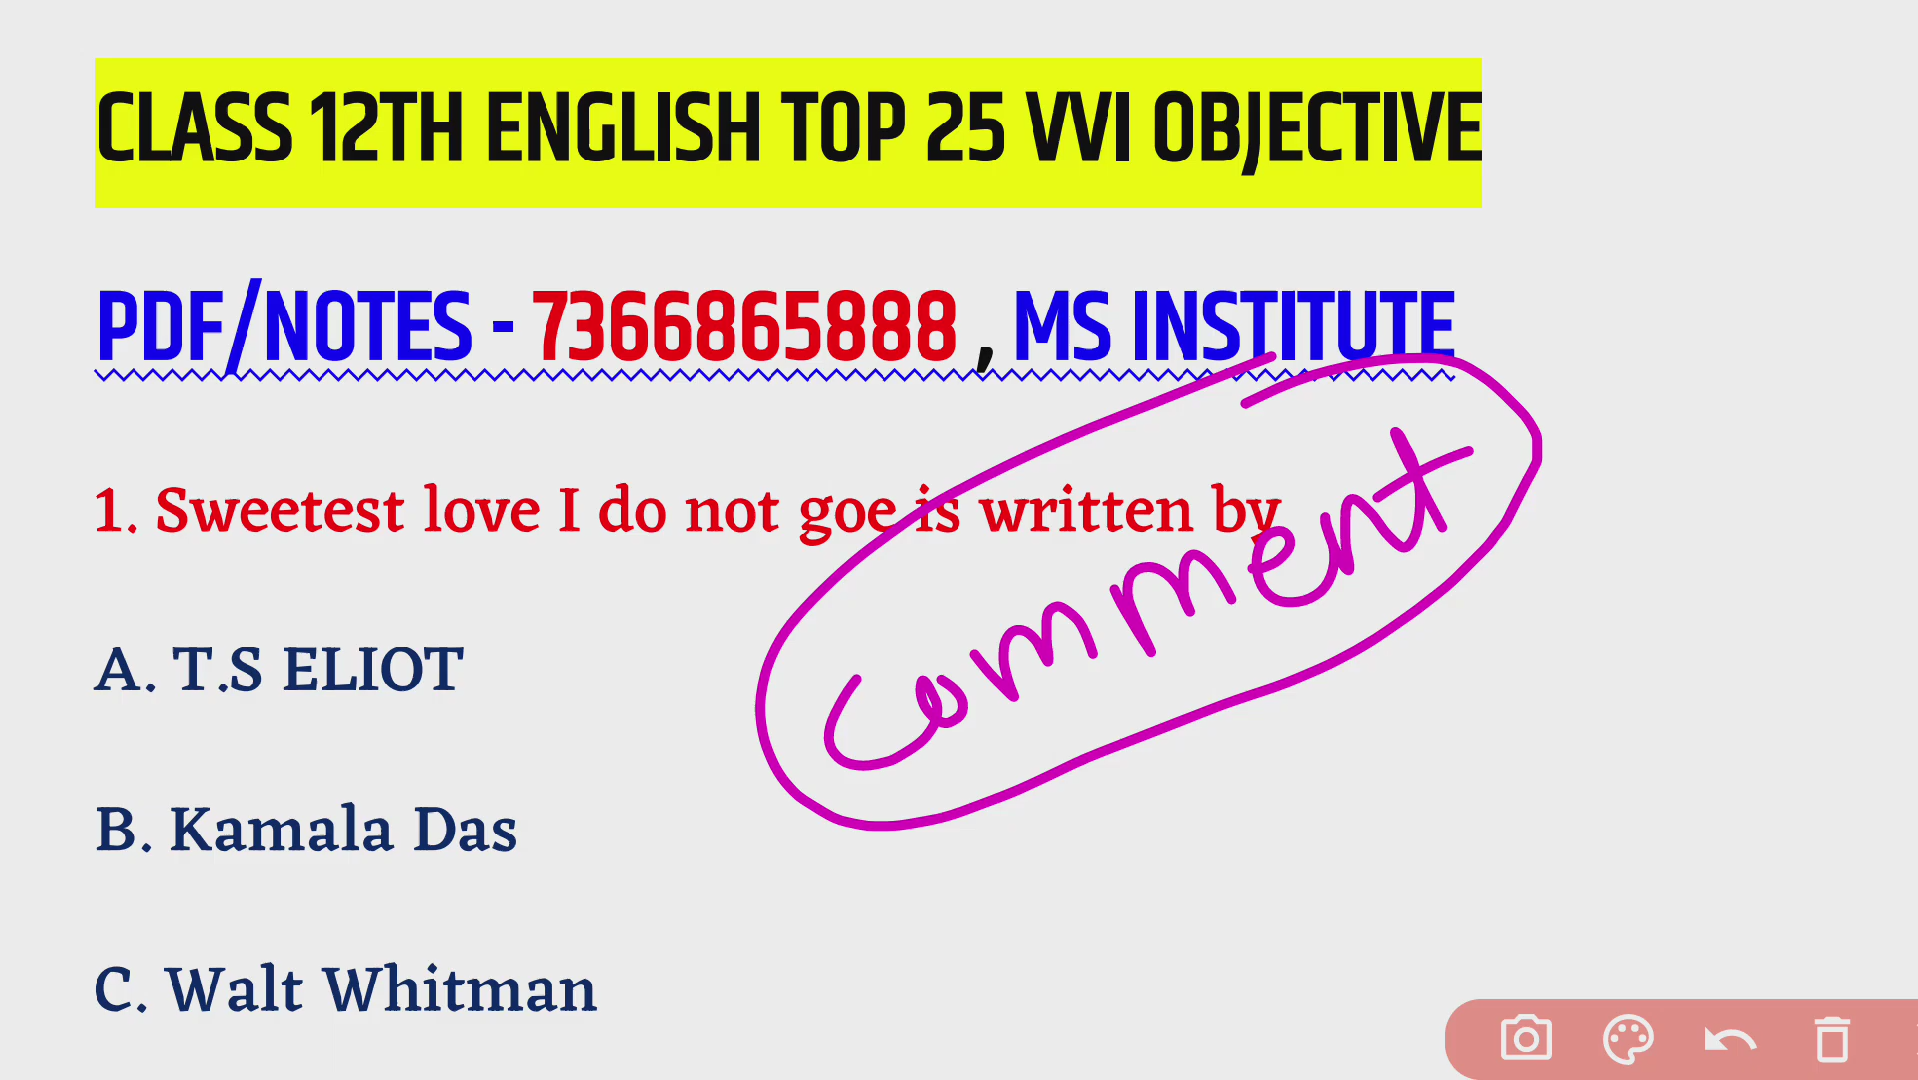 CLASS 12TH ENGLISH TOP 25 VVI OBJECTIVE
PDF/NOTES - 7366865888 , MS INSTITUTE
1. Sweetest love I do not goe is written by
comment
A. T.S ELIOT
B. Kamala Das
C. Walt Whitman